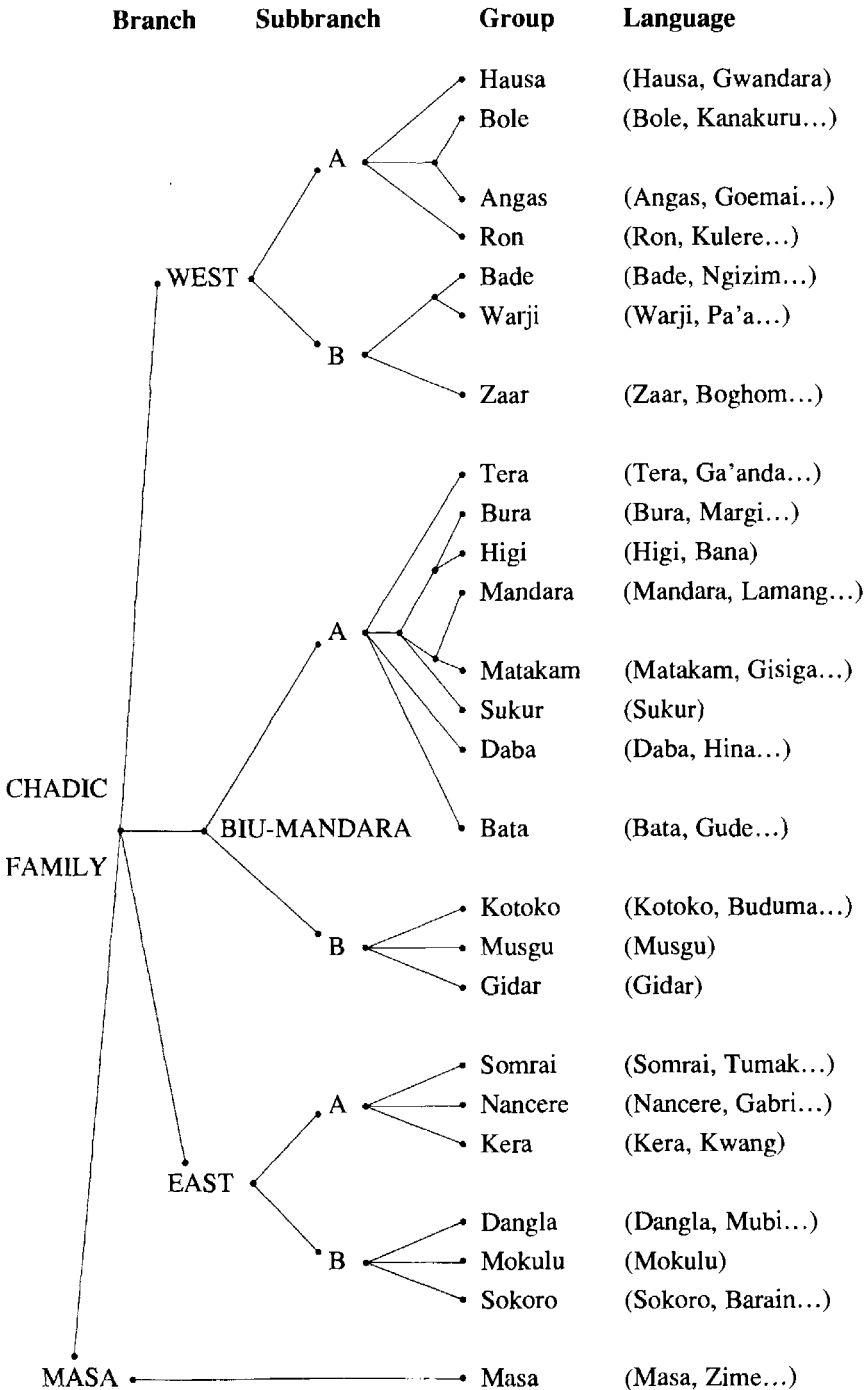 Branch Subbranch Group Language
Hausa (Hausa, Gwandara)
Bole (Bole, Kanakuru...)
A
Angas (Angas, Goemai...)
Ron (Ron, Kulere...)
WEST Bade (Bade, Ngizim...)
Warji (Warji, Pa'a...)
B
Zaar (Zaar, Boghom...)
Tera (Tera, Ga'anda...)
Bura (Bura, Margi...)
Higi (Higi, Bana)
Mandara (Mandara, Lamang...)
A
Matakam (Matakam, Gisiga...)
Sukur (Sukur)
Daba (Daba, Hina...)
CHADIC
BIU-MANDARA Bata (Bata, Gude...)
FAMILY
Kotoko (Kotoko, Buduma...)
B Musgu (Musgu)
Gidar (Gidar)
Somrai (Somrai, Tumak...)
A Nancere (Nancere, Gabri...)
Kera (Kera, Kwang)
EAST
Dangla (Dangla, Mubi...)
B Mokulu (Mokulu)
Sokoro (Sokoro, Barain...)
MASA Masa (Masa, Zime...)